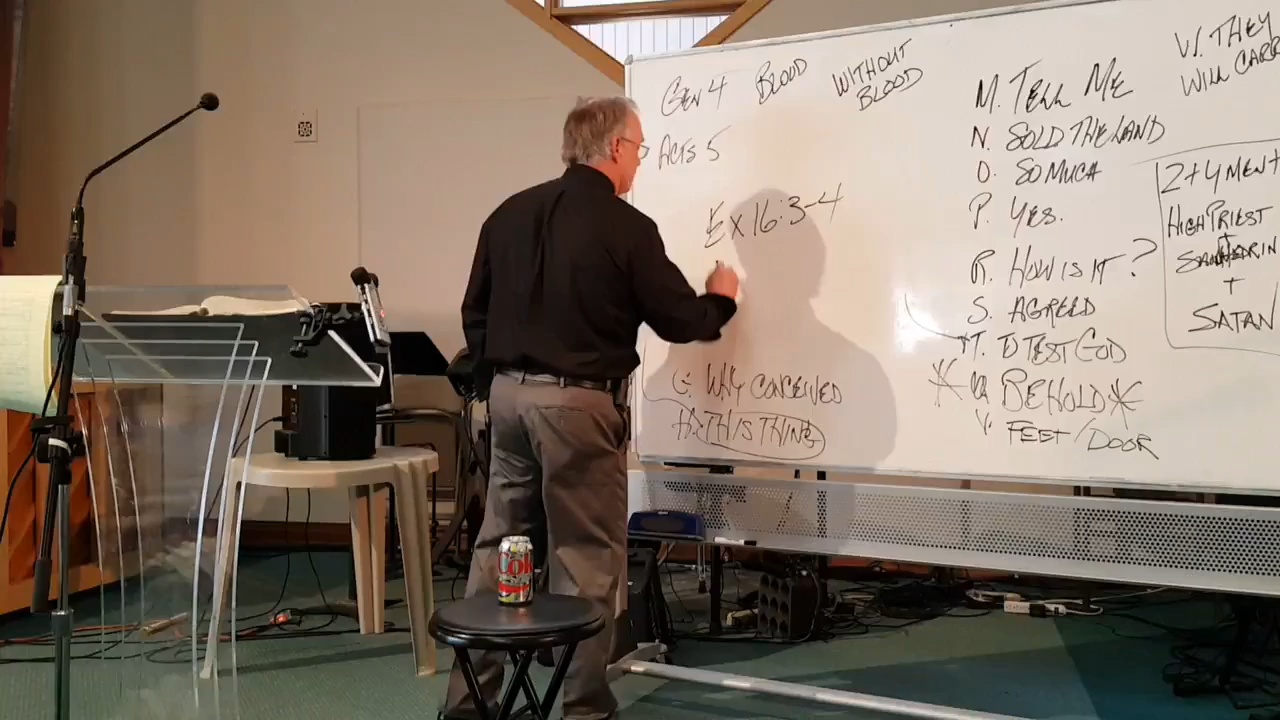 GEN 4 BLOOD WITHOUT BLOOD
ACTS 5
EX 16:3-4
G: WHY CONCEIVED
H: THIS THING
M. TELL ME
N. SOLD THE LAND
O. SO MUCH
P. YES.
R. HOW IS IT?
S. AGREED
T. TO TEST GOD
* U. BEHOLD *
V. FEET/DOOR
W. THEY
WILL CARR
2+4 MENT
HIGH PRIEST
+
SANHEDRIN
+
SATAN
Coke